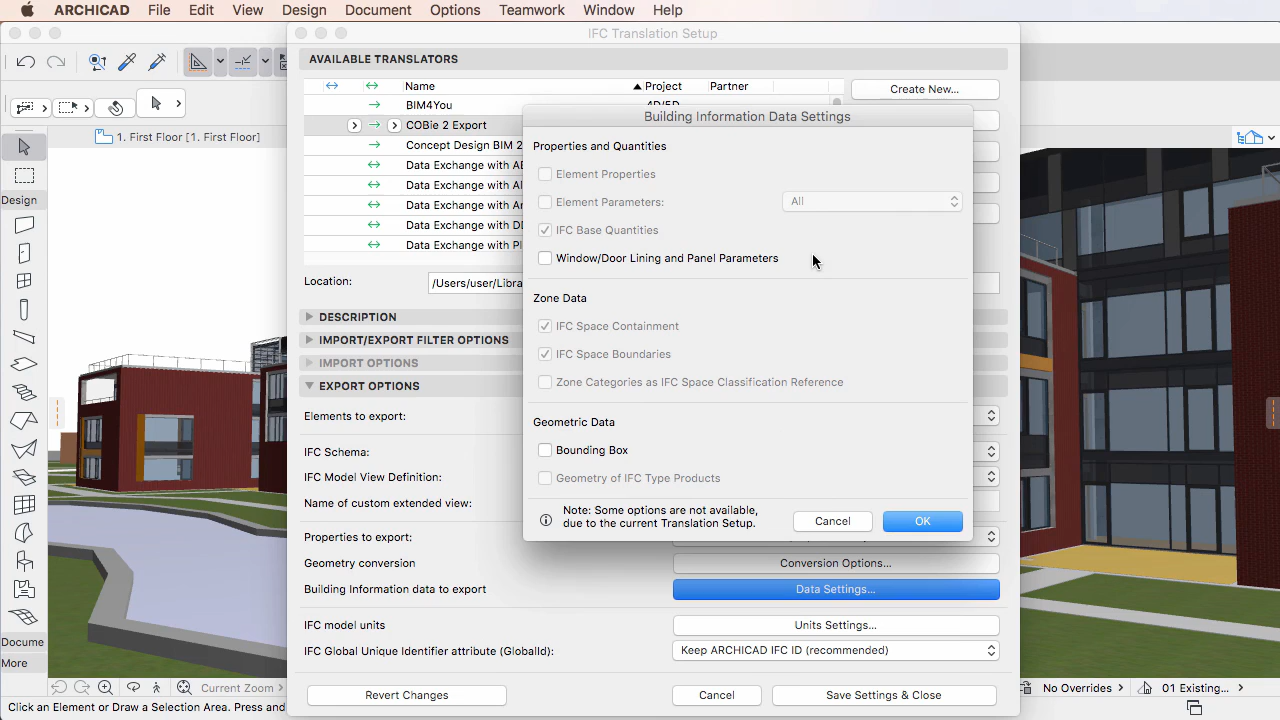 ARCHICAD File Edit View Design Document Options Teamwork Window Help
IFC Translation Setup
AVAILABLE TRANSLATORS
Name Project Partner
Create New...
BIM4You
COBie 2 Export
Concept Design BIM 2
Data Exchange with
Data Exchange with
Data Exchange with
Data Exchange with
Data Exchange with
1. First Floor [1. First Floor]
Design
Location:
/Users/user/Libra
DESCRIPTION
IMPORT/EXPORT FILTER OPTIONS
IMPORT OPTIONS
EXPORT OPTIONS
Elements to export:
IFC Schema:
IFC Model View Definition:
Name of custom extended view:
Properties to export:
Geometry conversion
Conversion Options...
Building Information data to export
Data Settings...
IFC model units
Units Settings...
IFC Global Unique Identifier attribute (GlobalId):
Keep ARCHICAD IFC ID (recommended)
Revert Changes
Cancel
Save Settings & Close
Building Information Data Settings
Properties and Quantities
Element Properties
Element Parameters:
All
IFC Base Quantities
Window/Door Lining and Panel Parameters
Zone Data
IFC Space Containment
IFC Space Boundaries
Zone Categories as IFC Space Classification Reference
Geometric Data
Bounding Box
Geometry of IFC Type Products
Note: Some options are not available,
due to the current Translation Setup.
Cancel
OK
Docume
More
Current Zoom
No Overrides
01 Existing...
Click an Element or Draw a Selection Area. Press and